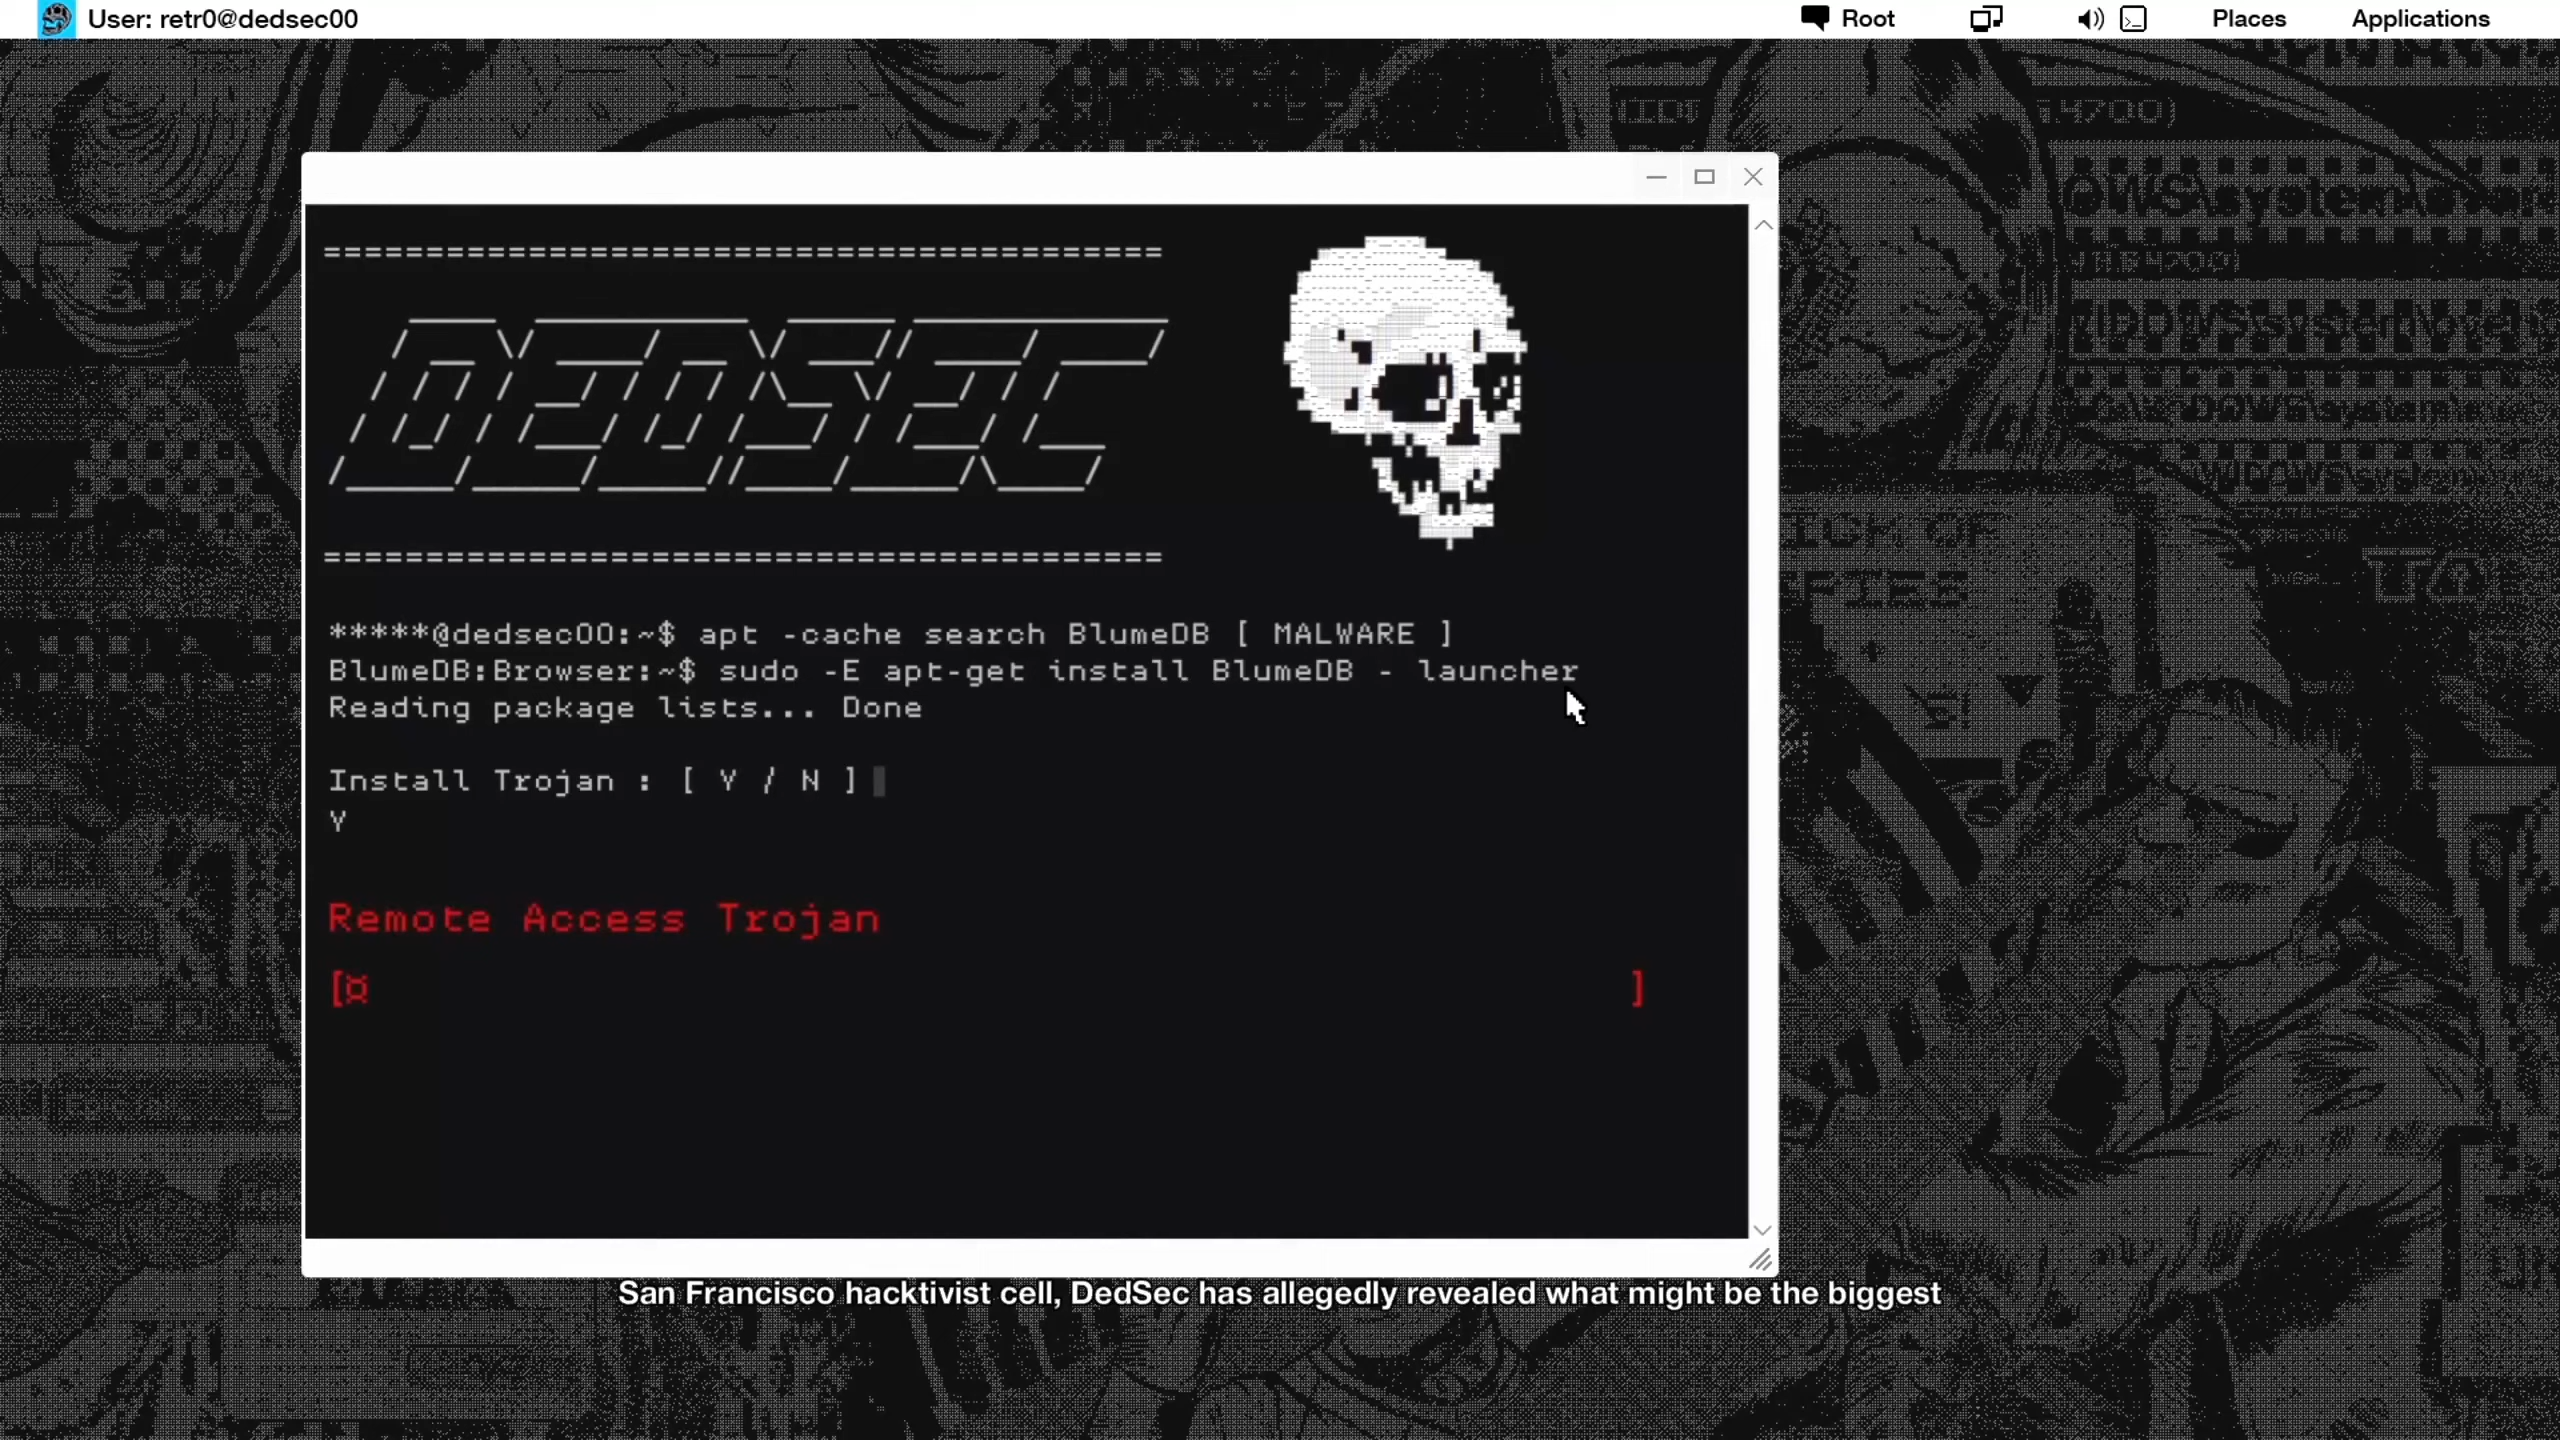 User: retr0@dedsec00
Root
Places
Applications
========================================
DEDSEC
========================================
*****@dedsec00:~$ apt -cache search BlumeDB [ MALWARE ]
BlumeDB:Browser:~$ sudo -E apt-get install BlumeDB - launcher
Reading package lists... Done
Install Trojan : [ Y / N ]
Y
Remote Access Trojan
[¤ ]
San Francisco hacktivist cell, DedSec has allegedly revealed what might be the biggest